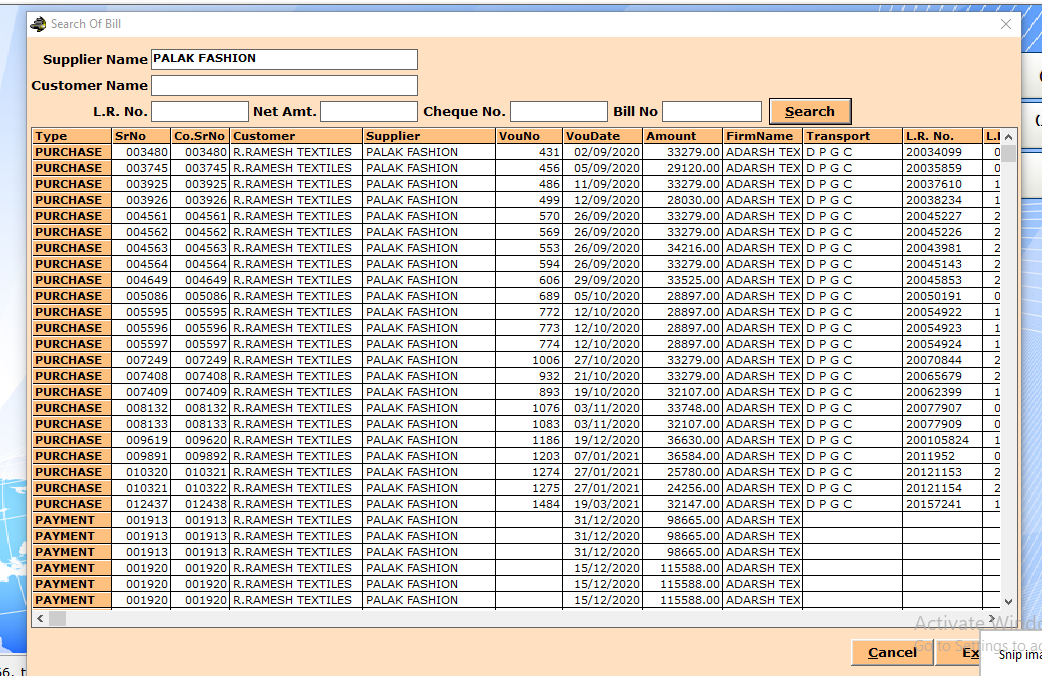 Search Of Bill
Supplier Name PALAK FASHION
Customer Name
L.R. No. Net Amt. Cheque No. Bill No Search
Type SrNo Co.SrNo Customer Supplier VouNo VouDate Amount FirmName Transport L.R. No. L.I
PURCHASE 003480 003480 R.RAMESH TEXTILES PALAK FASHION 431 02/09/2020 33279.00 ADARSH TEX D P G C 20034099 0
PURCHASE 003745 003745 R.RAMESH TEXTILES PALAK FASHION 456 05/09/2020 29120.00 ADARSH TEX D P G C 20035859 0
PURCHASE 003925 003925 R.RAMESH TEXTILES PALAK FASHION 486 11/09/2020 33279.00 ADARSH TEX D P G C 20037610 1
PURCHASE 003926 003926 R.RAMESH TEXTILES PALAK FASHION 499 12/09/2020 28030.00 ADARSH TEX D P G C 20038234 1
PURCHASE 004561 004561 R.RAMESH TEXTILES PALAK FASHION 570 26/09/2020 33279.00 ADARSH TEX D P G C 20045227 2
PURCHASE 004562 004562 R.RAMESH TEXTILES PALAK FASHION 569 26/09/2020 33279.00 ADARSH TEX D P G C 20045226 2
PURCHASE 004563 004563 R.RAMESH TEXTILES PALAK FASHION 553 26/09/2020 34216.00 ADARSH TEX D P G C 20043981 2
PURCHASE 004564 004564 R.RAMESH TEXTILES PALAK FASHION 594 26/09/2020 33279.00 ADARSH TEX D P G C 20045143 2
PURCHASE 004649 004649 R.RAMESH TEXTILES PALAK FASHION 606 29/09/2020 33525.00 ADARSH TEX D P G C 20045853 2
PURCHASE 005086 005086 R.RAMESH TEXTILES PALAK FASHION 689 05/10/2020 28897.00 ADARSH TEX D P G C 20050191 0
PURCHASE 005595 005595 R.RAMESH TEXTILES PALAK FASHION 772 12/10/2020 28897.00 ADARSH TEX D P G C 20054922 1
PURCHASE 005596 005596 R.RAMESH TEXTILES PALAK FASHION 773 12/10/2020 28897.00 ADARSH TEX D P G C 20054923 1
PURCHASE 005597 005597 R.RAMESH TEXTILES PALAK FASHION 774 12/10/2020 28897.00 ADARSH TEX D P G C 20054924 1
PURCHASE 007249 007249 R.RAMESH TEXTILES PALAK FASHION 1006 27/10/2020 33279.00 ADARSH TEX D P G C 20070844 2
PURCHASE 007408 007408 R.RAMESH TEXTILES PALAK FASHION 932 21/10/2020 33279.00 ADARSH TEX D P G C 20065679 2
PURCHASE 007409 007409 R.RAMESH TEXTILES PALAK FASHION 893 19/10/2020 32107.00 ADARSH TEX D P G C 20062399 1
PURCHASE 008132 008132 R.RAMESH TEXTILES PALAK FASHION 1076 03/11/2020 33748.00 ADARSH TEX D P G C 20077907 0
PURCHASE 008133 008133 R.RAMESH TEXTILES PALAK FASHION 1083 03/11/2020 32107.00 ADARSH TEX D P G C 20077909 0
PURCHASE 009619 009620 R.RAMESH TEXTILES PALAK FASHION 1186 19/12/2020 36630.00 ADARSH TEX D P G C 200105824 1
PURCHASE 009891 009892 R.RAMESH TEXTILES PALAK FASHION 1203 07/01/2021 36584.00 ADARSH TEX D P G C 2011952 0
PURCHASE 010320 010321 R.RAMESH TEXTILES PALAK FASHION 1274 27/01/2021 25780.00 ADARSH TEX D P G C 20121153 2
PURCHASE 010321 010322 R.RAMESH TEXTILES PALAK FASHION 1275 27/01/2021 24256.00 ADARSH TEX D P G C 20121154 2
PURCHASE 012437 012438 R.RAMESH TEXTILES PALAK FASHION 1484 19/03/2021 32147.00 ADARSH TEX D P G C 20157241 1
PAYMENT 001913 001913 R.RAMESH TEXTILES PALAK FASHION 31/12/2020 98665.00 ADARSH TEX
PAYMENT 001913 001913 R.RAMESH TEXTILES PALAK FASHION 31/12/2020 98665.00 ADARSH TEX
PAYMENT 001913 001913 R.RAMESH TEXTILES PALAK FASHION 31/12/2020 98665.00 ADARSH TEX
PAYMENT 001920 001920 R.RAMESH TEXTILES PALAK FASHION 15/12/2020 115588.00 ADARSH TEX
PAYMENT 001920 001920 R.RAMESH TEXTILES PALAK FASHION 15/12/2020 115588.00 ADARSH TEX
PAYMENT 001920 001920 R.RAMESH TEXTILES PALAK FASHION 15/12/2020 115588.00 ADARSH TEX
Activate Windo
Go to Settings to ac
Cancel Ex
Snip ima